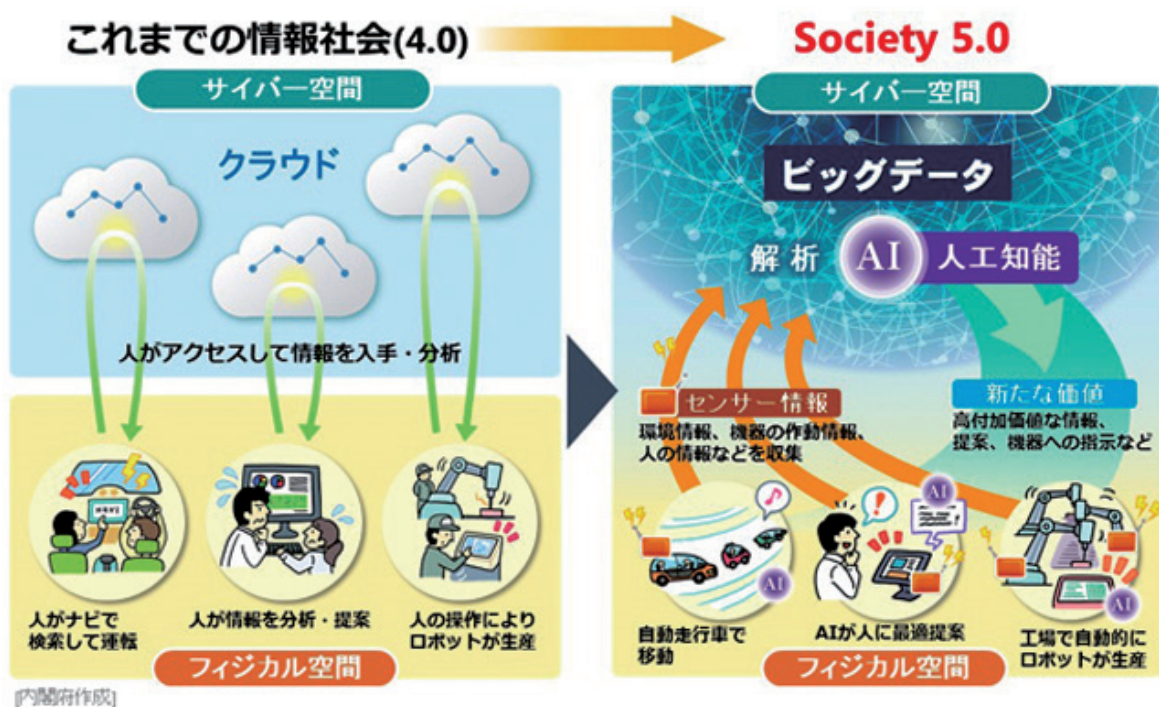 これまでの情報社会(4.0)
Society 5.0
サイバー空間
クラウド
人がアクセスして情報を入手・分析
人がナビで
検索して運転
人が情報を分析・提案
人の操作により
ロボットが生産
フィジカル空間
サイバー空間
ビッグデータ
解析
AI
人工知能
センサー情報
環境情報、機器の作動情報、
人の情報などを収集
新たな価値
高付加価値な情報、
提案、機器への指示など
AI
AI
AI
自動走行車で
移動
AIが人に最適提案
工場で自動的に
ロボットが生産
フィジカル空間
[内閣府作成]